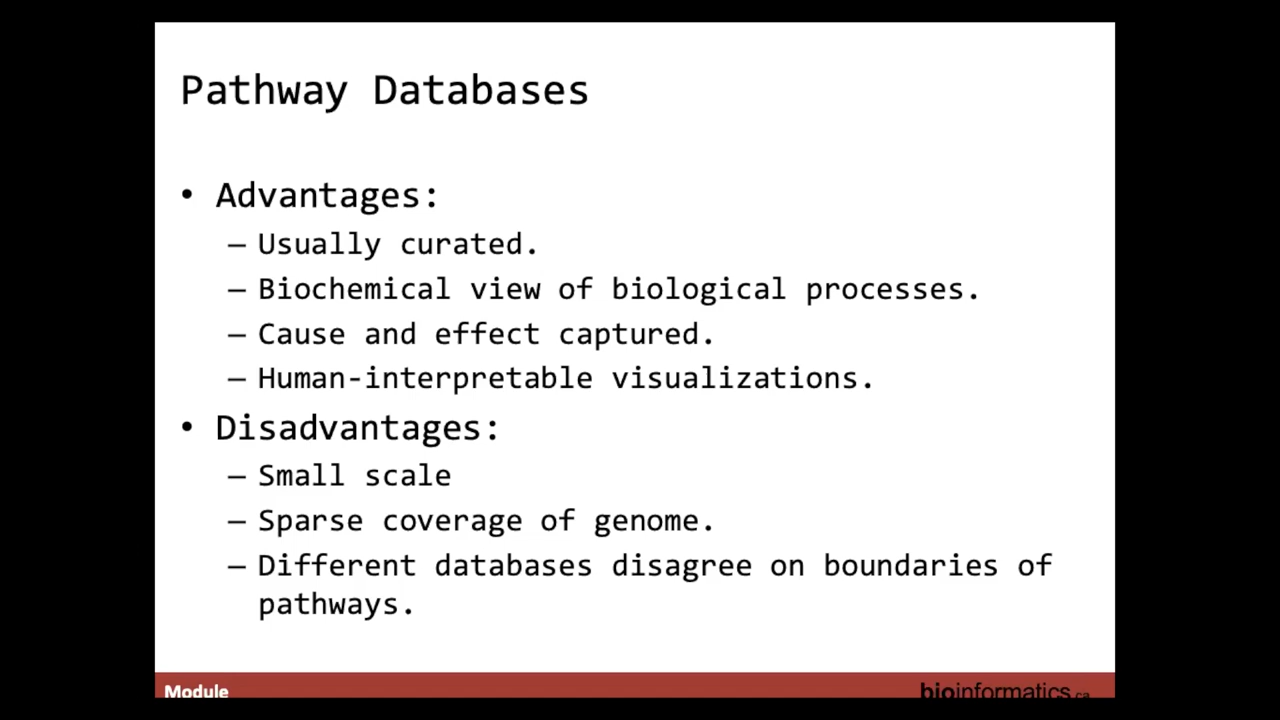 Pathway Databases
• Advantages:
– Usually curated.
– Biochemical view of biological processes.
– Cause and effect captured.
– Human-interpretable visualizations.
• Disadvantages:
– Small scale
– Sparse coverage of genome.
– Different databases disagree on boundaries of
pathways.
Module
bioinformatics.ca